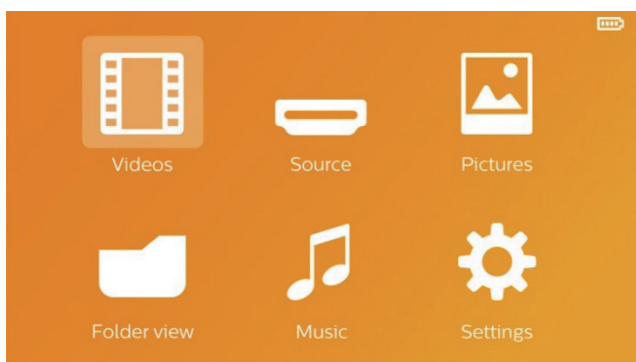 Videos
Source
Pictures
Folder view
Music
Settings